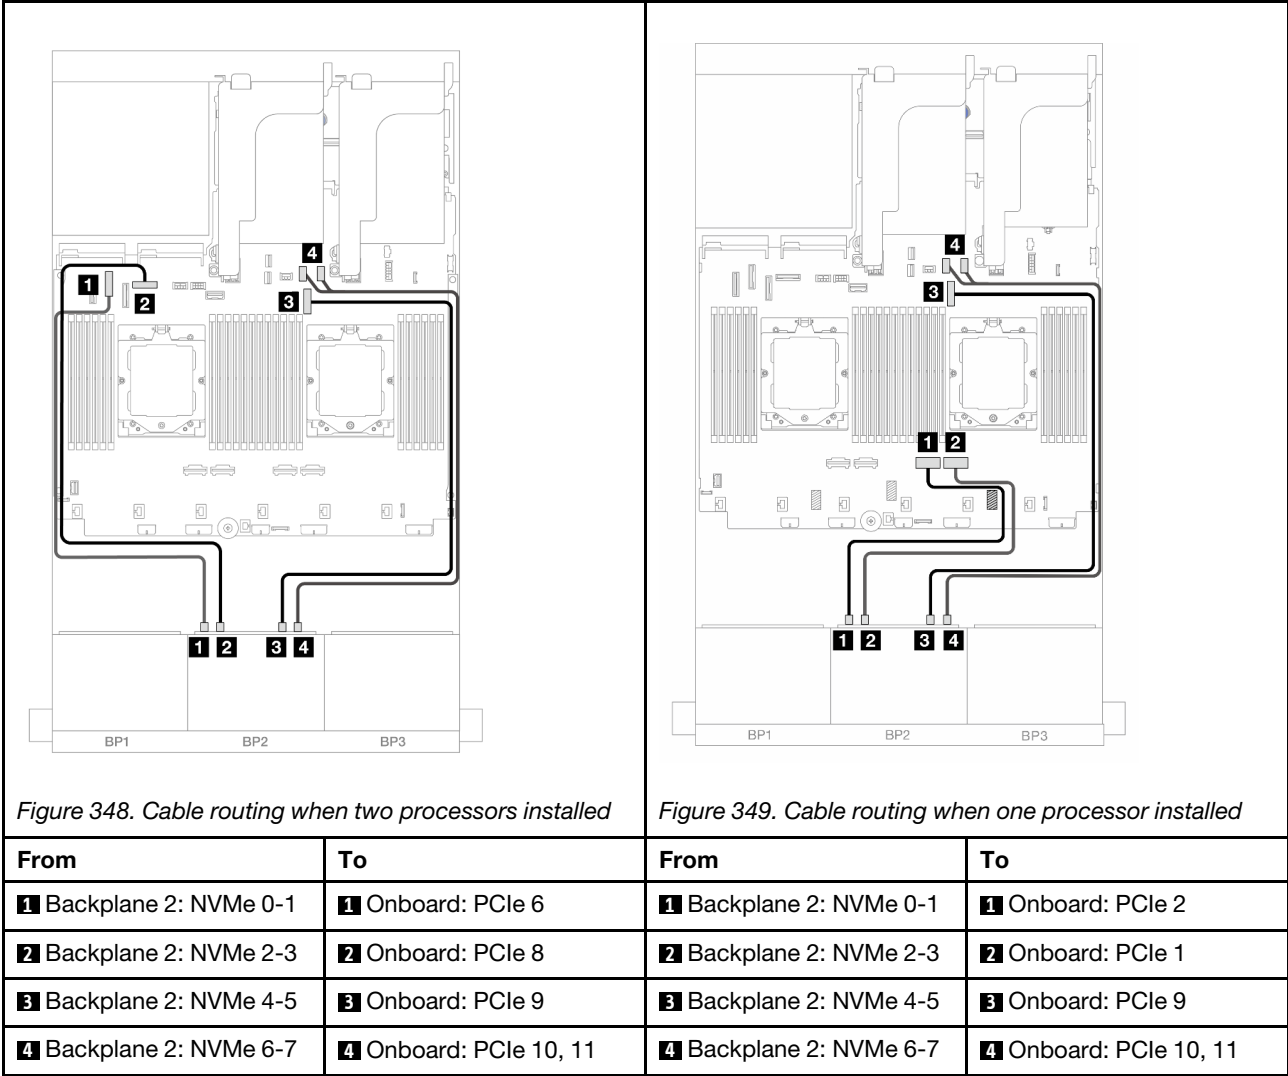 4
1
2
3
1 2 3 4
BP1 BP2 BP3
Figure 348. Cable routing when two processors installed
4
3
1 2
1 2 3 4
BP1 BP2 BP3
Figure 349. Cable routing when one processor installed
From To From To
1 Backplane 2: NVMe 0-1 1 Onboard: PCIe 6 1 Backplane 2: NVMe 0-1 1 Onboard: PCIe 2
2 Backplane 2: NVMe 2-3 2 Onboard: PCIe 8 2 Backplane 2: NVMe 2-3 2 Onboard: PCIe 1
3 Backplane 2: NVMe 4-5 3 Onboard: PCIe 9 3 Backplane 2: NVMe 4-5 3 Onboard: PCIe 9
4 Backplane 2: NVMe 6-7 4 Onboard: PCIe 10, 11 4 Backplane 2: NVMe 6-7 4 Onboard: PCIe 10, 11